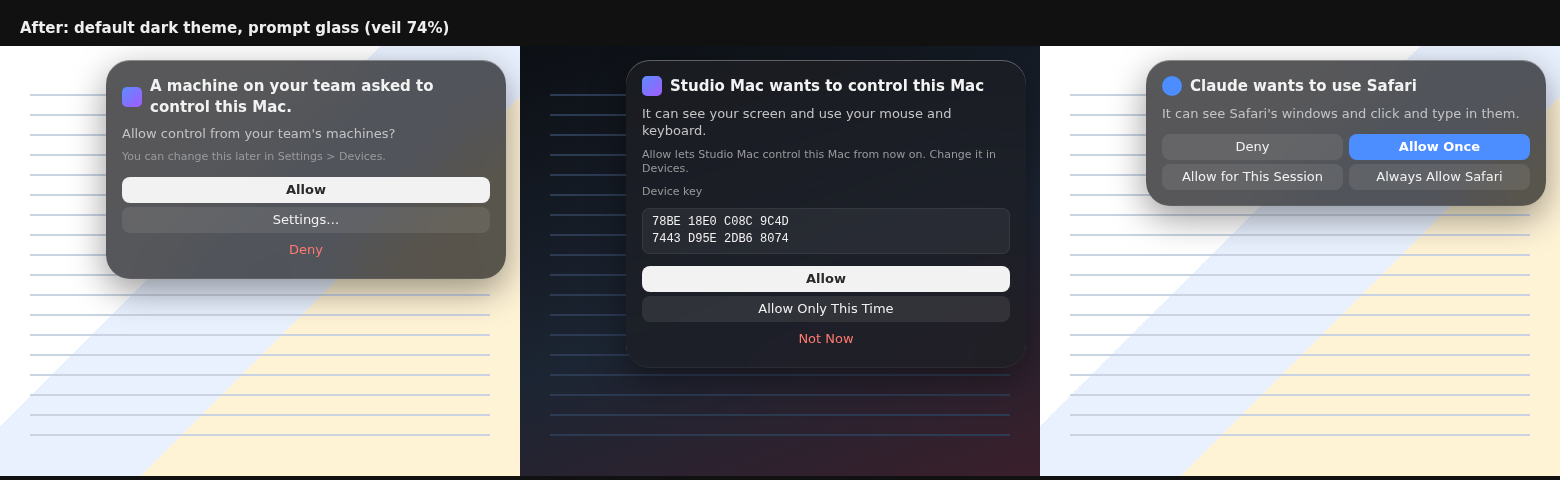 After: default dark theme, prompt glass (veil 74%)
A machine on your team asked to
control this Mac.
Allow control from your team's machines?
You can change this later in Settings > Devices.
Allow
Settings...
Deny
Studio Mac wants to control this Mac
It can see your screen and use your mouse and
keyboard.
Allow lets Studio Mac control this Mac from now on. Change it in
Devices.
Device key
78BE 18E0 C08C 9C4D
7443 D95E 2DB6 8074
Allow
Allow Only This Time
Not Now
Claude wants to use Safari
It can see Safari's windows and click and type in them.
Deny
Allow Once
Allow for This Session
Always Allow Safari